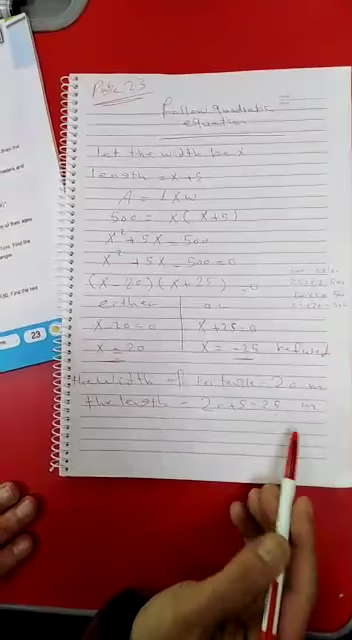 Page 23
Follow quadratic
equation
let the width be x
length = x + 5
A = L x w
500 = x ( x + 5 )
x² + 5x = 500
x² + 5x - 500 = 0
( x - 20 ) ( x + 25 ) = 0
either or
x - 20 = 0 x + 25 = 0
x = 20 x = -25 refused
the width of rectangle = 20 m
the length = 20 + 5 = 25 m
23